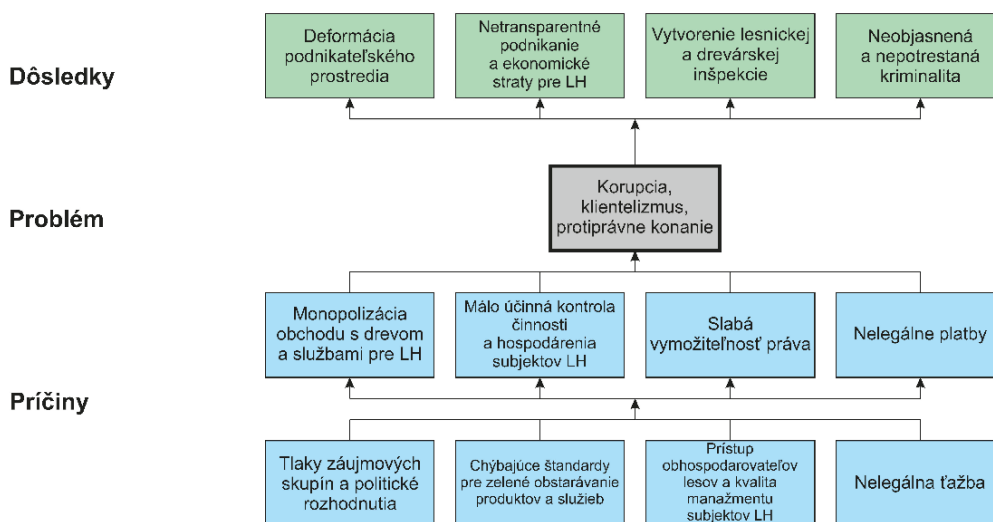 Dôsledky
Deformácia
podnikateľského
prostredia
Netransparentné
podnikanie
a ekonomické
straty pre LH
Vytvorenie lesnickej
a drevárskej
inšpekcie
Neobjasnená
a nepotrestaná
kriminalita
Problém
Korupcia,
klientelizmus,
protiprávne konanie
Monopolizácia
obchodu s drevom
a službami pre LH
Málo účinná kontrola
činnosti
a hospodárenia
subjektov LH
Slabá
vymožiteľnosť práva
Nelegálne platby
Príčiny
Tlaky záujmových
skupín a politické
rozhodnutia
Chýbajúce štandardy
pre zelené obstarávanie
produktov a služieb
Prístup
obhospodarovateľov
lesov a kvalita
manažmentu
subjektov LH
Nelegálna ťažba